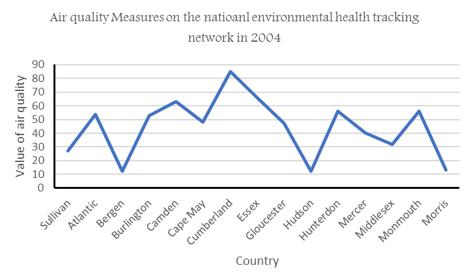 Air quality Measures on the natioanl environmental health tracking
network in 2004
Value of air quality
90
80
70
60
50
40
30
20
10
0
Sullivan
Atlantic
Bergen
Burlington
Camden
Cape May
Cumberland
Essex
Gloucester
Hudson
Hunterdon
Mercer
Middlesex
Monmouth
Morris
Country